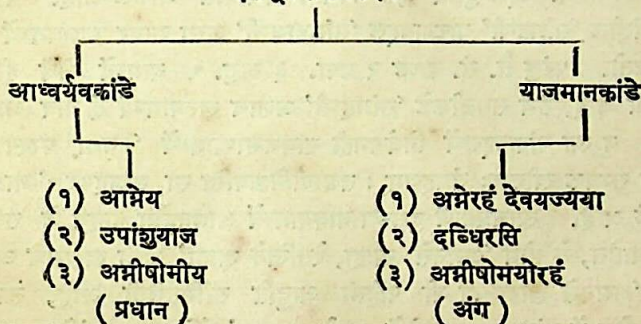 आध्वर्यवकांडे याजमानकांडे
(१) आग्नेय (१) अग्नेरहं देवयज्यया
(२) उपांशुयाज (२) दब्धिरसि
(३) अग्नीषोमीय (३) अग्नीषोमयोरहं
( प्रधान ) ( अंग )